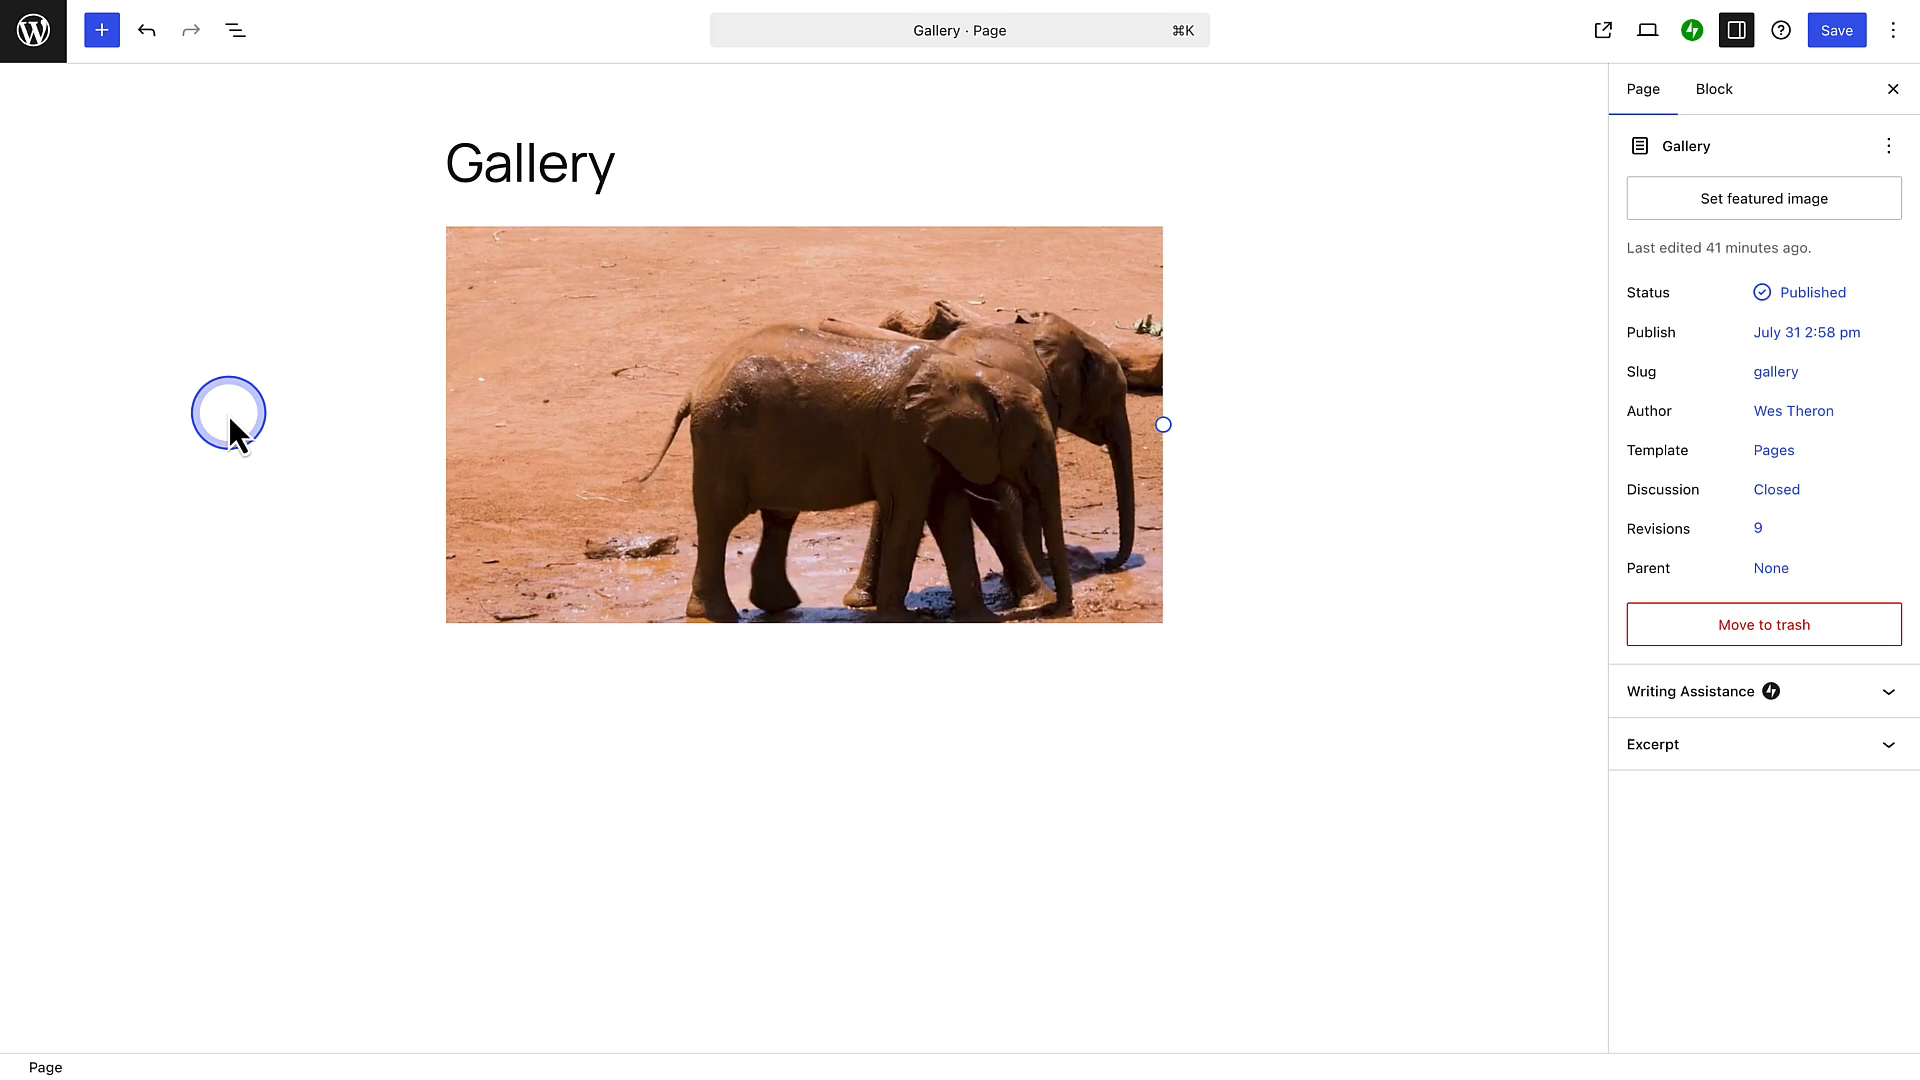 Gallery · Page ⌘K
Save
Page Block
Gallery
Gallery
Set featured image
Last edited 41 minutes ago.
Status Published
Publish July 31 2:58 pm
Slug gallery
Author Wes Theron
Template Pages
Discussion Closed
Revisions 9
Parent None
Move to trash
Writing Assistance
Excerpt
Page